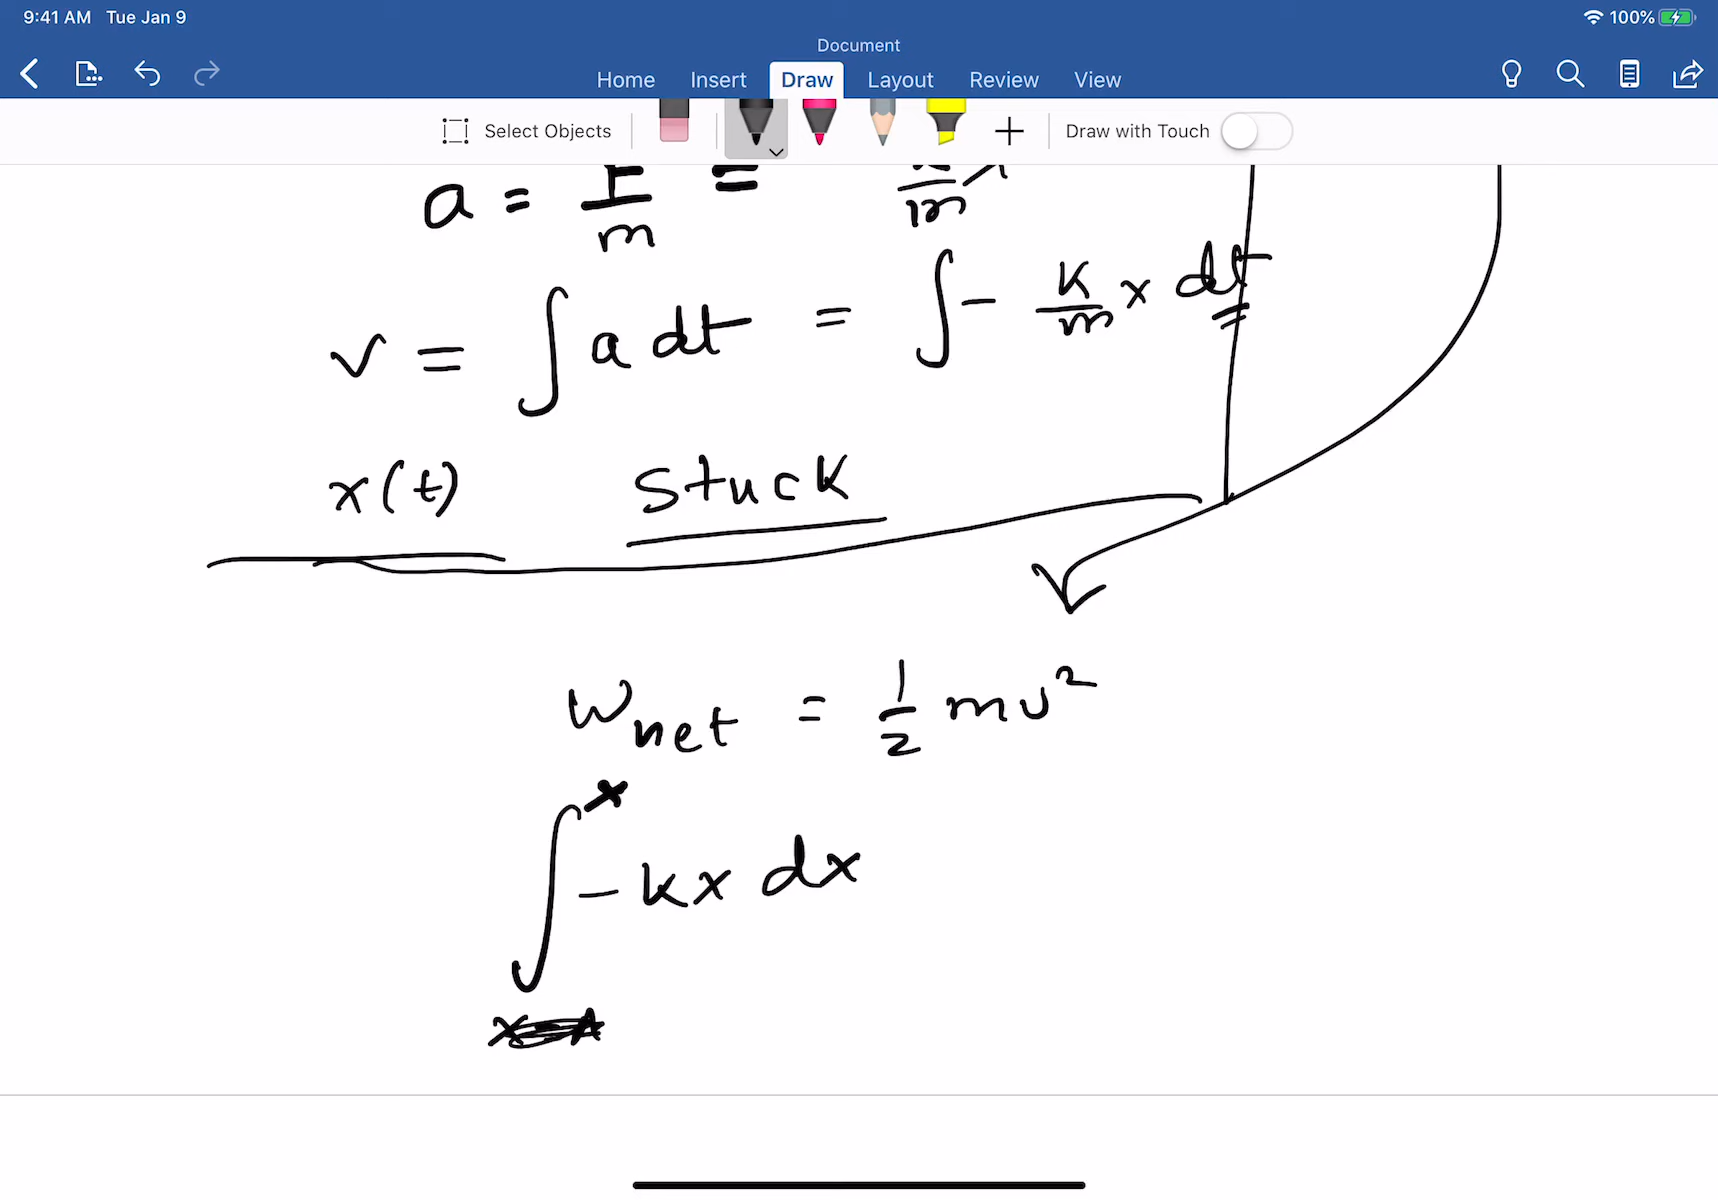 9:41 AM Tue Jan 9
100%
Document
Home Insert Draw Layout Review View
Select Objects
Draw with Touch
a = F/m =
v = ∫ a dt = ∫ - k/m x dt
x(t) stuck
W net = 1/2 mv²
x
∫ - kx dx